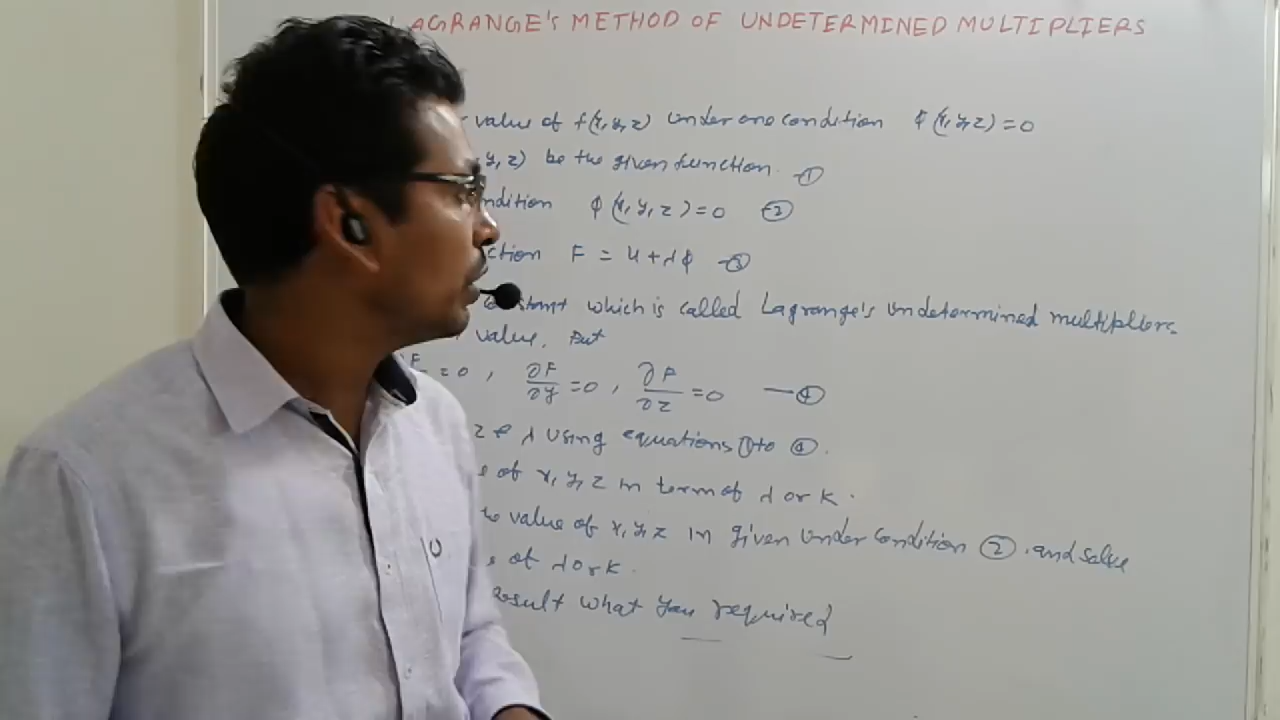 AGRANGE'S METHOD OF UNDETERMINED MULTIPLIERS
value of f(x,y,z) under one condition ϕ(x,y,z)=0
y,z) be the given function. -①
ndition ϕ(x,y,z)=0 -②
ction F = u+λϕ -③
constant which is called Lagrange's undetermined multipliers
value. Put
=0, ∂F/∂y=0, ∂F/∂z=0 —④
z & λ using equations ① to ④.
of x,y,z in term of λ or k.
value of x,y,z in given under condition ②. and solve
of λ or k.
esult what you required